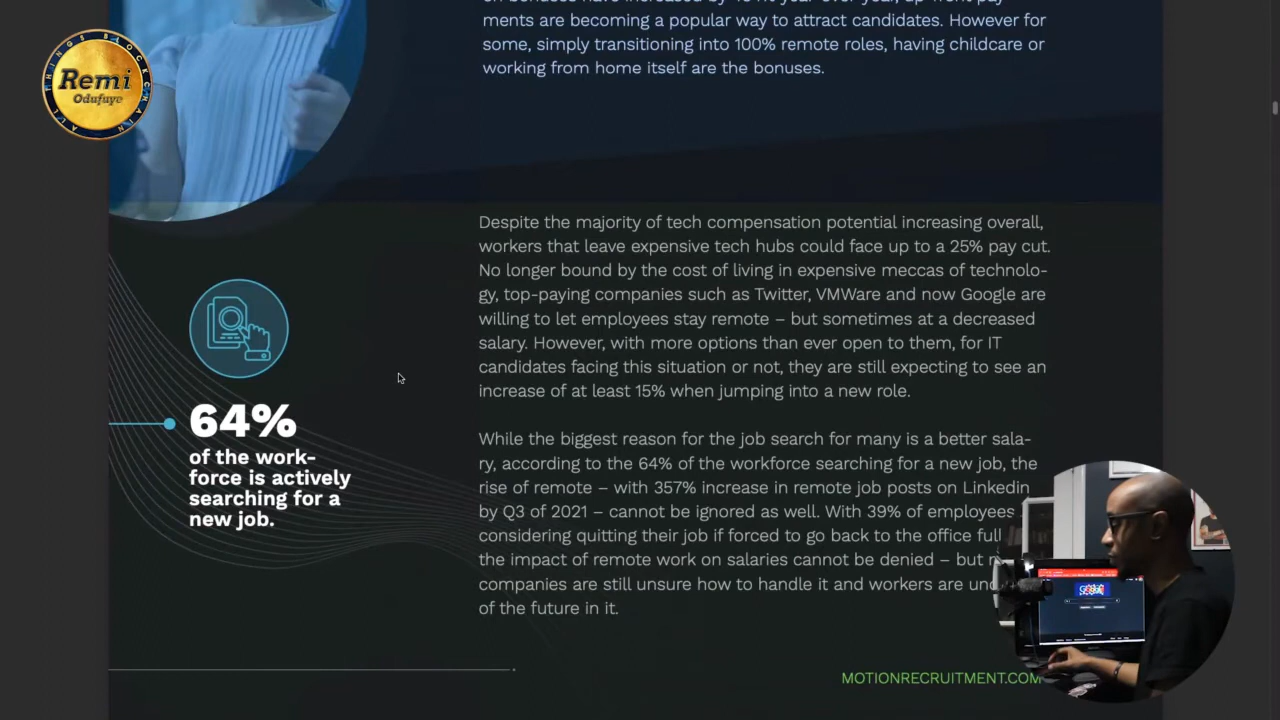 Remi
Odufuye
ALL THINGS BLOCKCHAIN
ments are becoming a popular way to attract candidates. However for
some, simply transitioning into 100% remote roles, having childcare or
working from home itself are the bonuses.
Despite the majority of tech compensation potential increasing overall,
workers that leave expensive tech hubs could face up to a 25% pay cut.
No longer bound by the cost of living in expensive meccas of technolo-
gy, top-paying companies such as Twitter, VMWare and now Google are
willing to let employees stay remote – but sometimes at a decreased
salary. However, with more options than ever open to them, for IT
candidates facing this situation or not, they are still expecting to see an
increase of at least 15% when jumping into a new role.
64%
of the work-
force is actively
searching for a
new job.
While the biggest reason for the job search for many is a better sala-
ry, according to the 64% of the workforce searching for a new job, the
rise of remote – with 357% increase in remote job posts on Linkedin
by Q3 of 2021 – cannot be ignored as well. With 39% of employees
considering quitting their job if forced to go back to the office full
the impact of remote work on salaries cannot be denied – but
companies are still unsure how to handle it and workers are
of the future in it.
MOTIONRECRUITMENT.COM